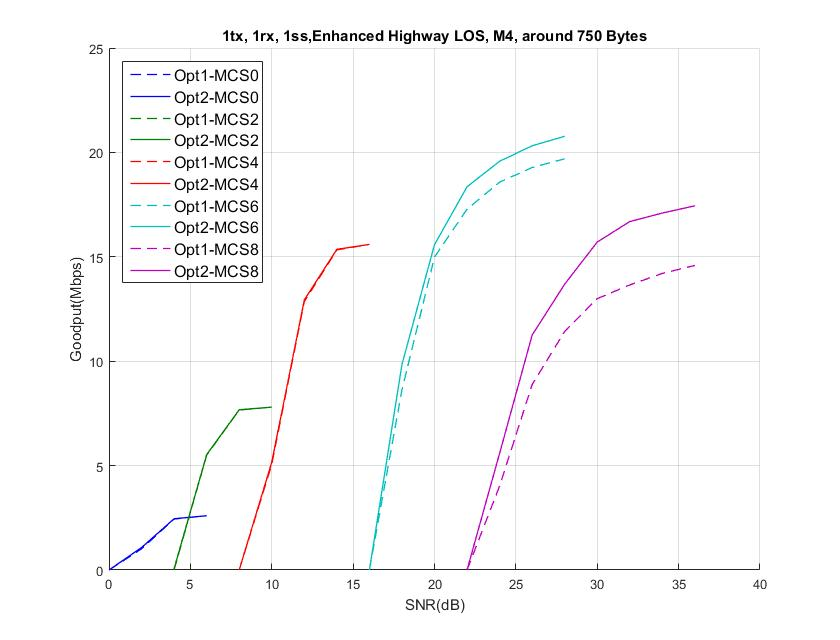 1tx, 1rx, 1ss,Enhanced Highway LOS, M4, around 750 Bytes
25
20
15
10
5
0
Goodput(Mbps)
Opt1-MCS0
Opt2-MCS0
Opt1-MCS2
Opt2-MCS2
Opt1-MCS4
Opt2-MCS4
Opt1-MCS6
Opt2-MCS6
Opt1-MCS8
Opt2-MCS8
0 5 10 15 20 25 30 35 40
SNR(dB)